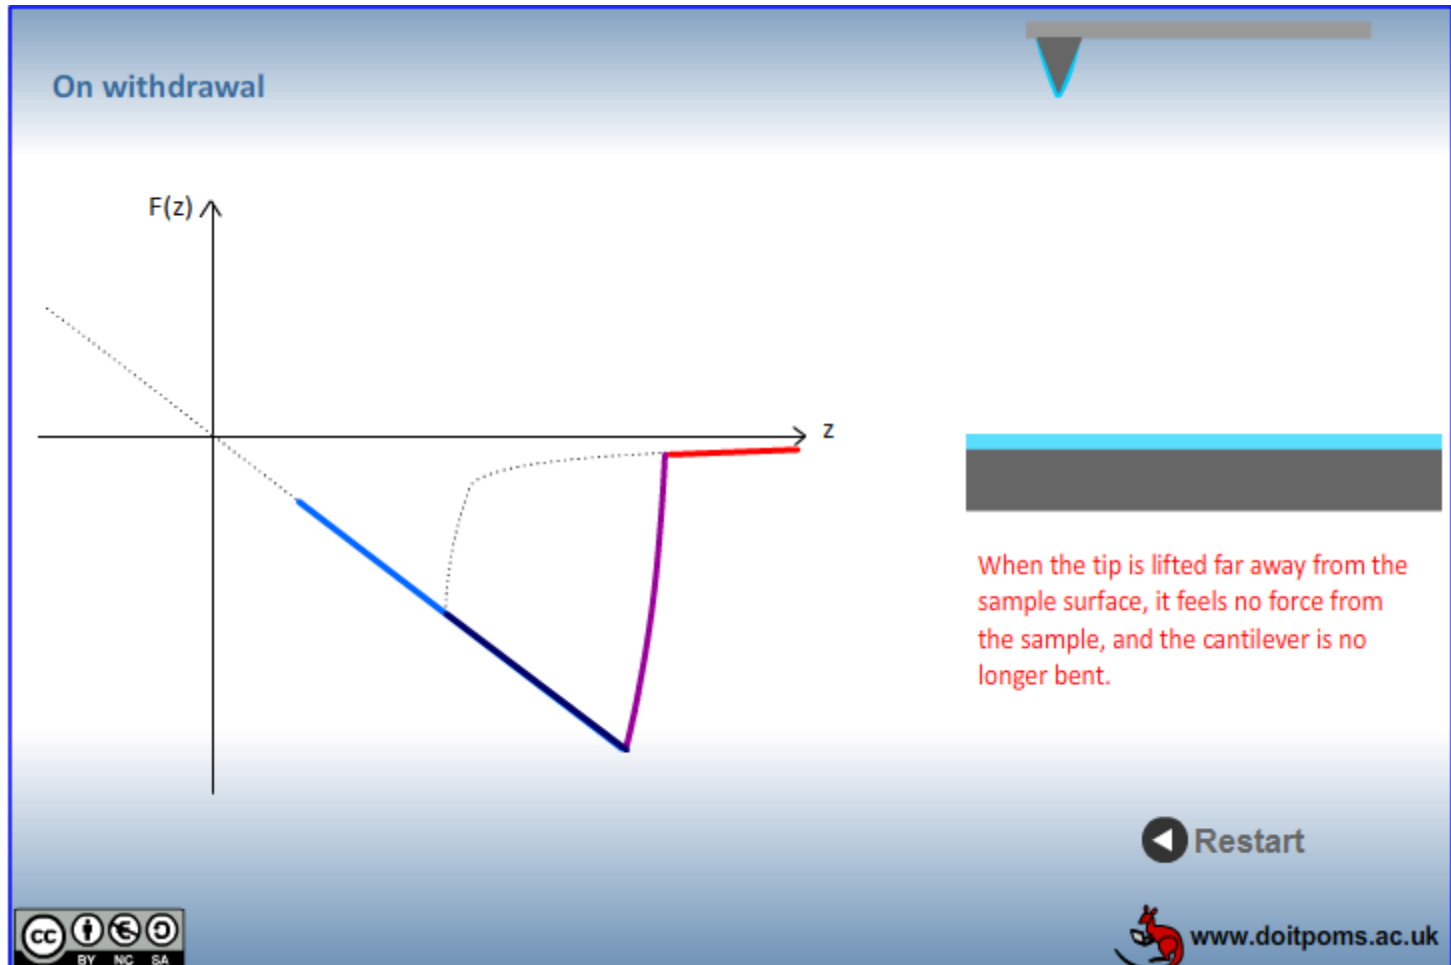 On withdrawal
F(z)
z
When the tip is lifted far away from the
sample surface, it feels no force from
the sample, and the cantilever is no
longer bent.
Restart
cc
BY NC SA
www.doitpoms.ac.uk